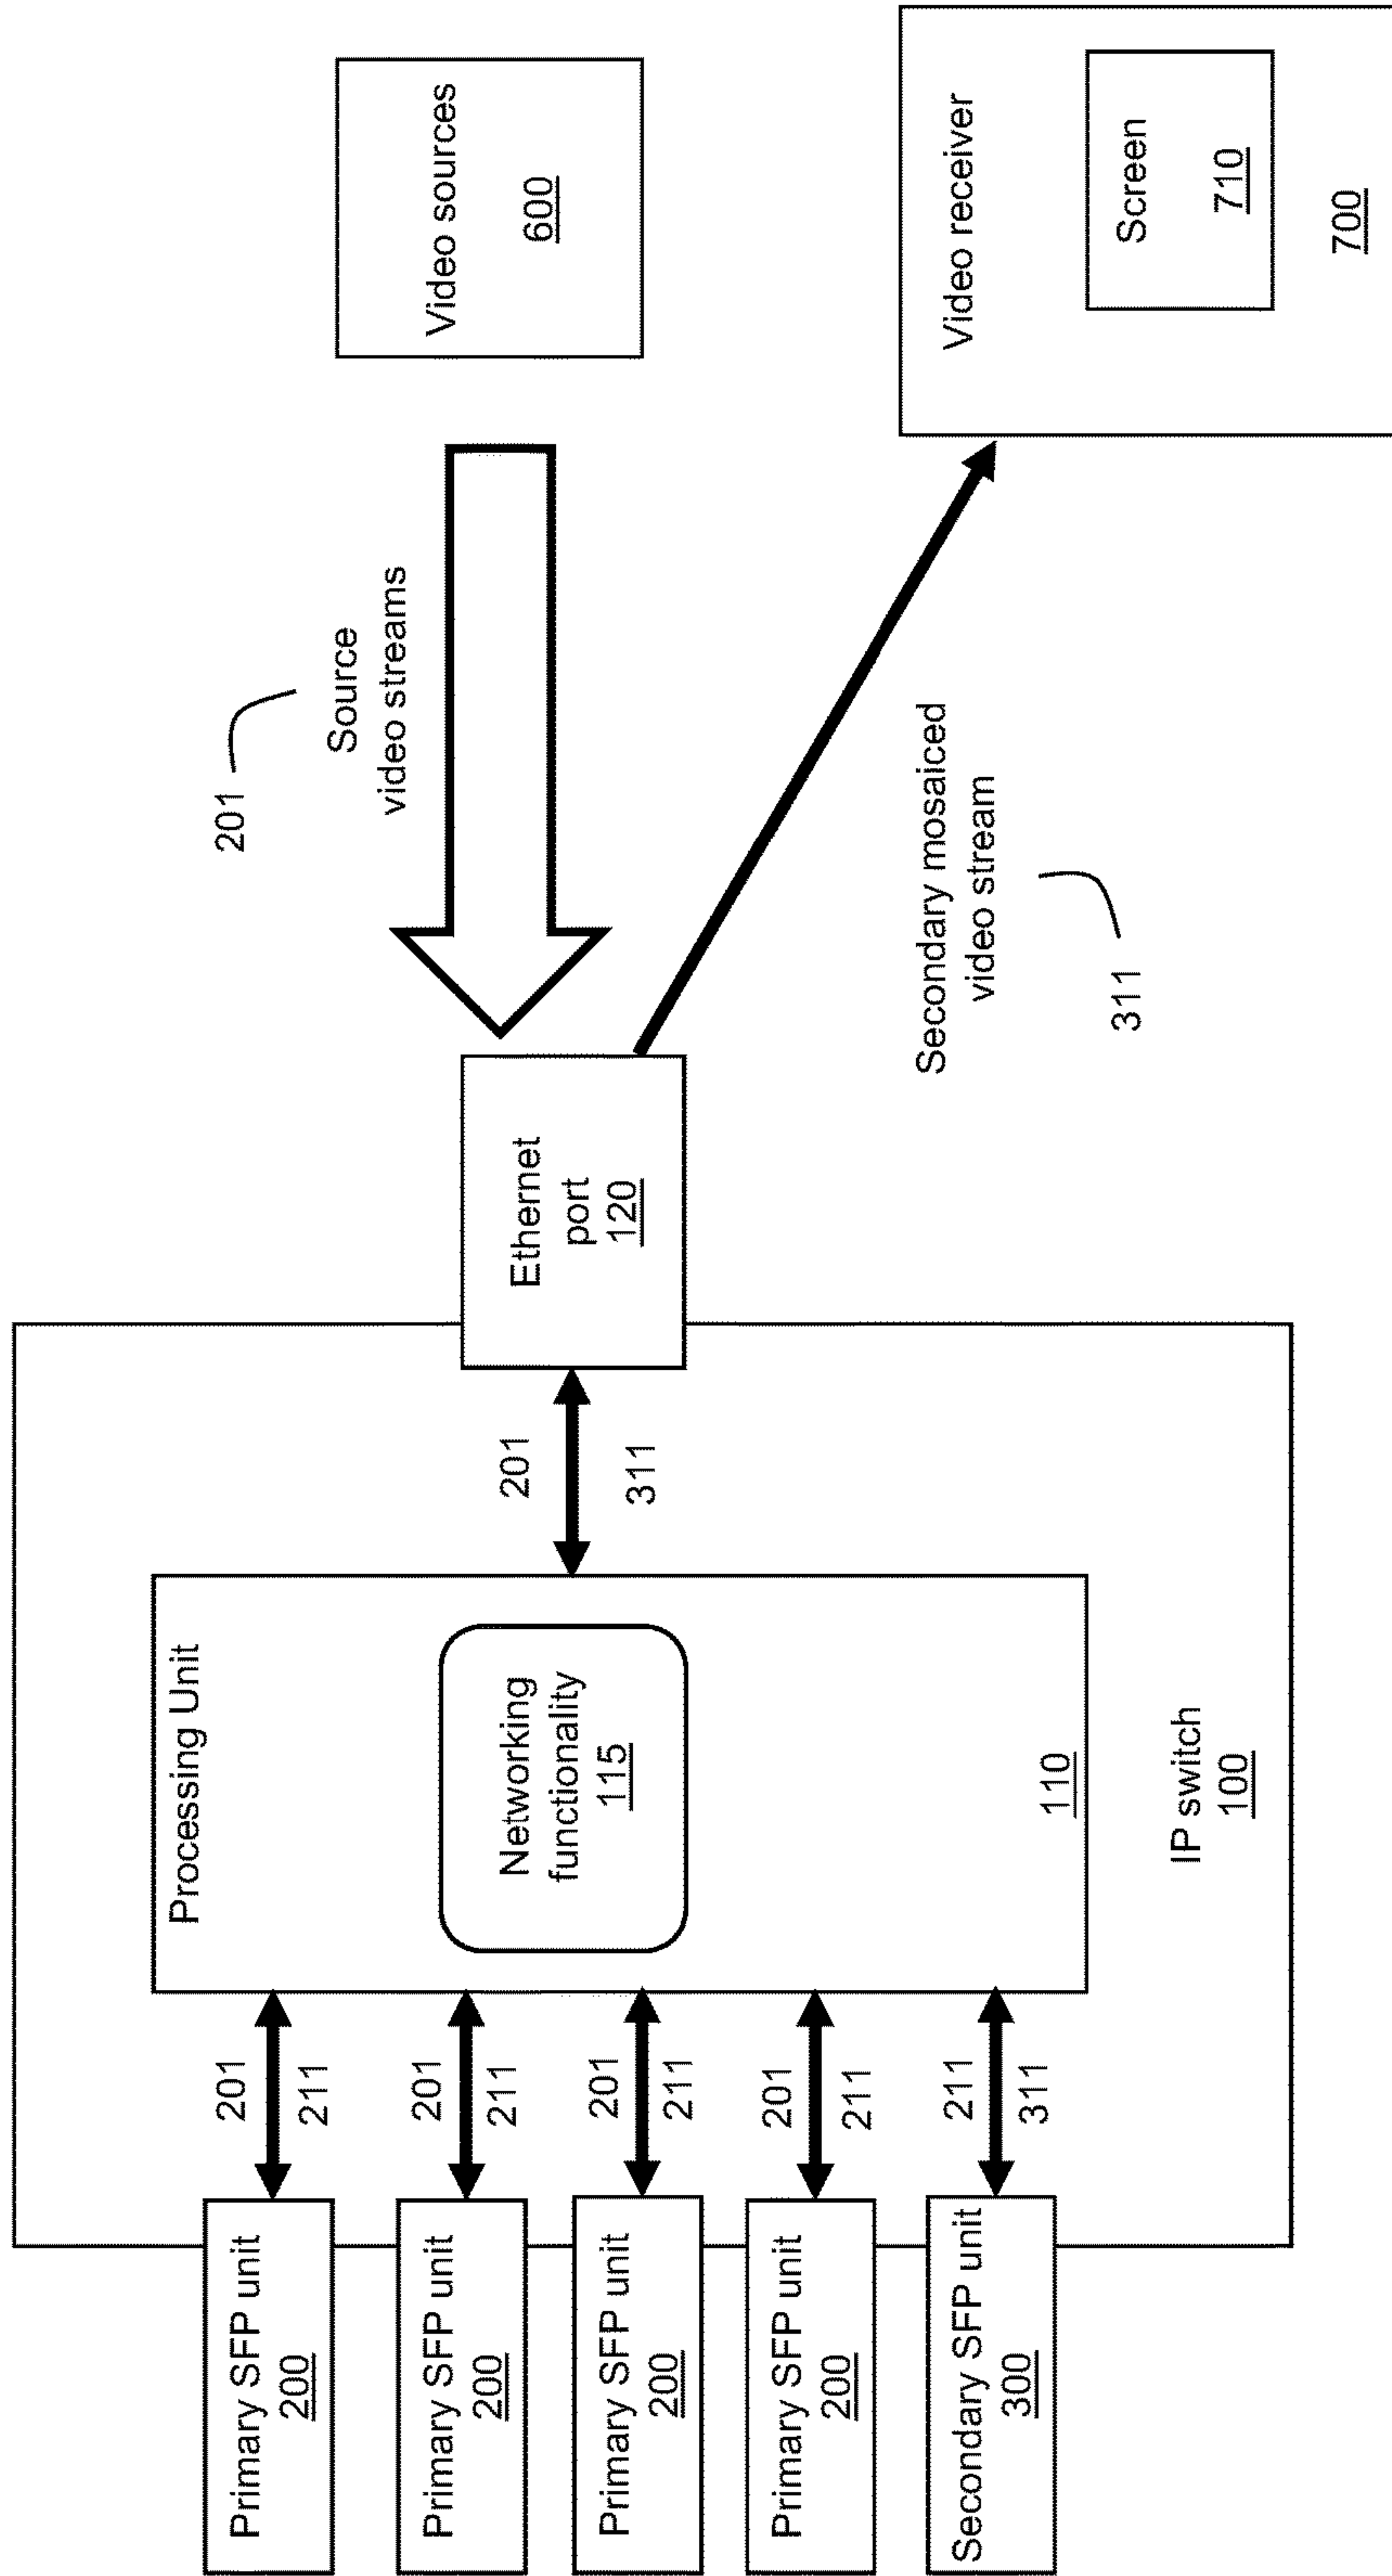 Primary SFP unit
200
Primary SFP unit
200
Primary SFP unit
200
Primary SFP unit
200
Secondary SFP unit
300
201
211
201
211
201
211
201
211
211
311
Processing Unit
Networking
functionality
115
110
IP switch
100
201
311
Ethernet
port
120
201
Source
video streams
Secondary mosaiced
video stream
311
Video sources
600
Video receiver
Screen
710
700